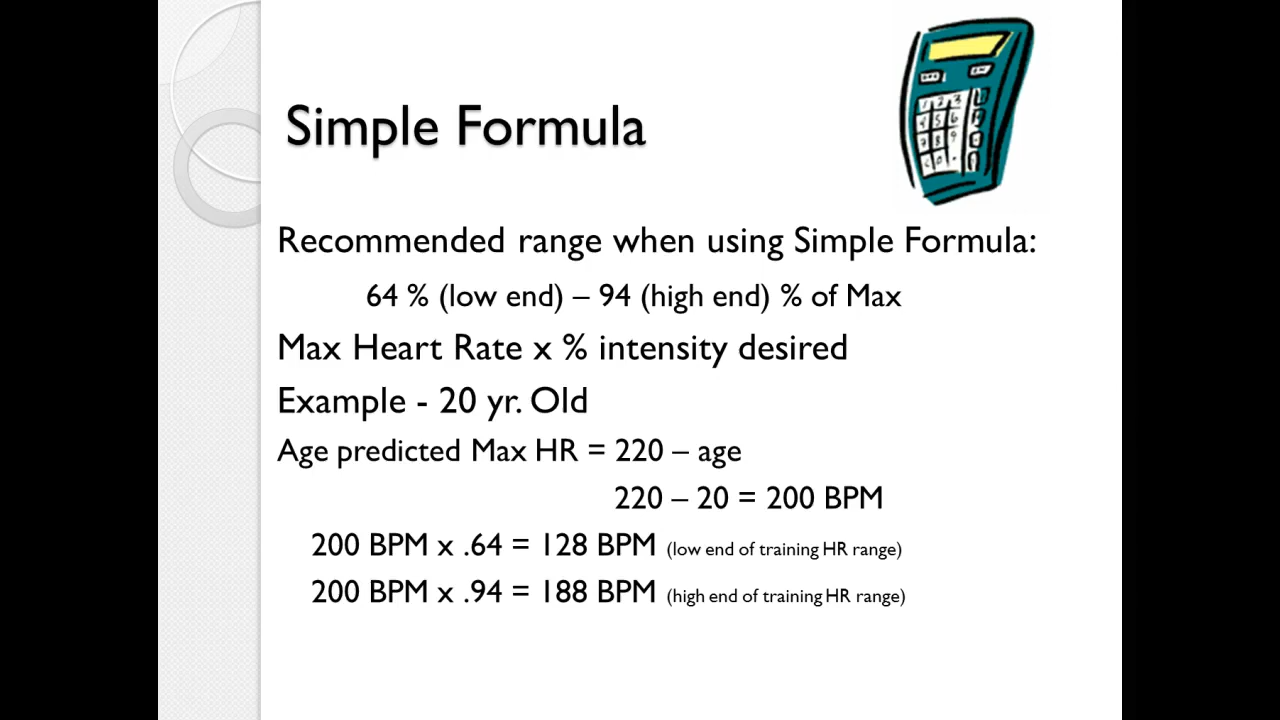 Simple Formula
Recommended range when using Simple Formula:
64 % (low end) – 94 (high end) % of Max
Max Heart Rate x % intensity desired
Example - 20 yr. Old
Age predicted Max HR = 220 – age
220 – 20 = 200 BPM
200 BPM x .64 = 128 BPM (low end of training HR range)
200 BPM x .94 = 188 BPM (high end of training HR range)